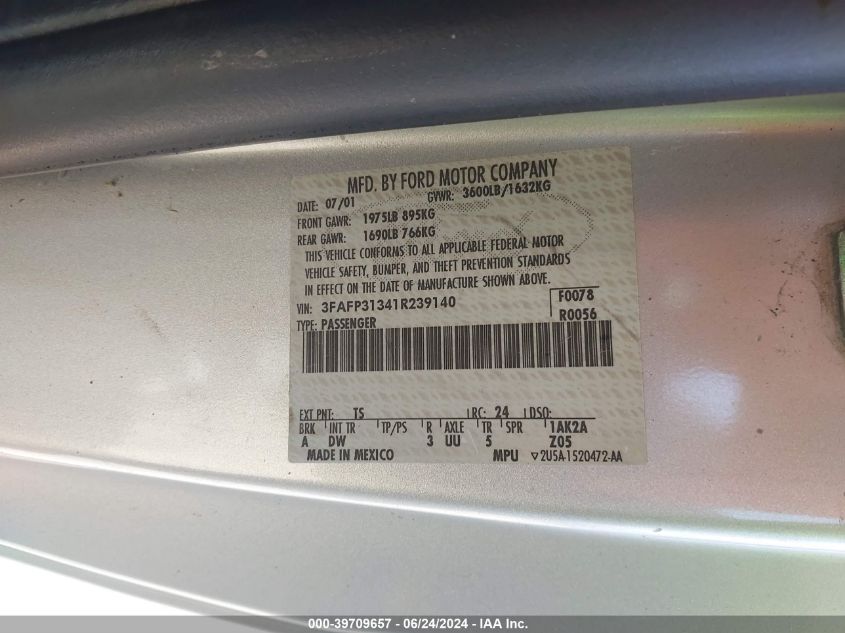 MFD. BY FORD MOTOR COMPANY
DATE: 07/01 GVWR: 3600LB/1632KG
FRONT GAWR: 1975LB 895KG
REAR GAWR: 1690LB 766KG
THIS VEHICLE CONFORMS TO ALL APPLICABLE FEDERAL MOTOR
VEHICLE SAFETY, BUMPER, AND THEFT PREVENTION STANDARDS
IN EFFECT ON THE DATE OF MANUFACTURE SHOWN ABOVE.
VIN: 3FAFP31341R239140 F0078
TYPE: PASSENGER R0056
EXT PNT: TS RC: 24 DSO:
BRK INT TR TP/PS R AXLE TR SPR 1AK2A
A DW 3 UU 5 Z05
MADE IN MEXICO MPU ▽2U5A-1520472-AA
000-39709657 - 06/24/2024 - IAA Inc.